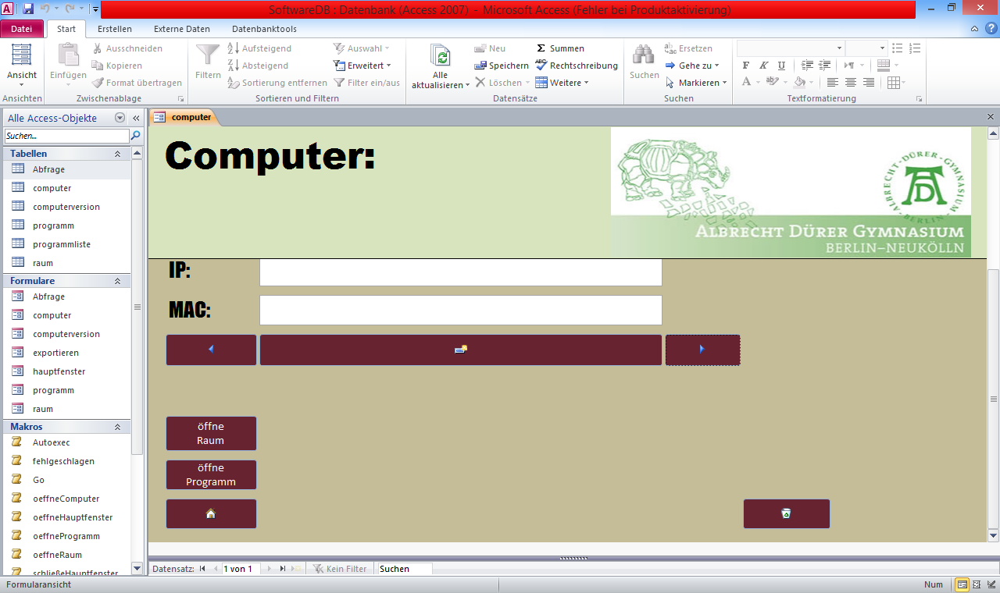 SoftwareDB : Datenbank (Access 2007) - Microsoft Access (Fehler bei Produktaktivierung)
Datei Start Erstellen Externe Daten Datenbanktools
Ansicht
Ansichten
Einfügen
Ausschneiden
Kopieren
Format übertragen
Zwischenablage
Filtern
Aufsteigend
Absteigend
Sortierung entfernen
Auswahl
Erweitert
Filter ein/aus
Sortieren und Filtern
Alle
aktualisieren
Neu
Speichern
Löschen
Summen
Rechtschreibung
Weitere
Datensätze
Suchen
Ersetzen
Gehe zu
Markieren
Suchen
F K U
A
Textformatierung
Alle Access-Objekte
Suchen...
Tabellen
Abfrage
computer
computerversion
programm
programmliste
raum
Formulare
Abfrage
computer
computerversion
exportieren
hauptfenster
programm
raum
Makros
Autoexec
fehlgeschlagen
Go
oeffneComputer
oeffneHauptfenster
oeffneProgramm
oeffneRaum
schließeHauptfenster
computer
Computer:
ALBRECHT-DÜRER-GYMNASIUM
BERLIN
AD
ALBRECHT DÜRER GYMNASIUM
BERLIN–NEUKÖLLN
IP:
MAC:
öffne
Raum
öffne
Programm
Datensatz: 1 von 1 Kein Filter Suchen
Formularansicht Num